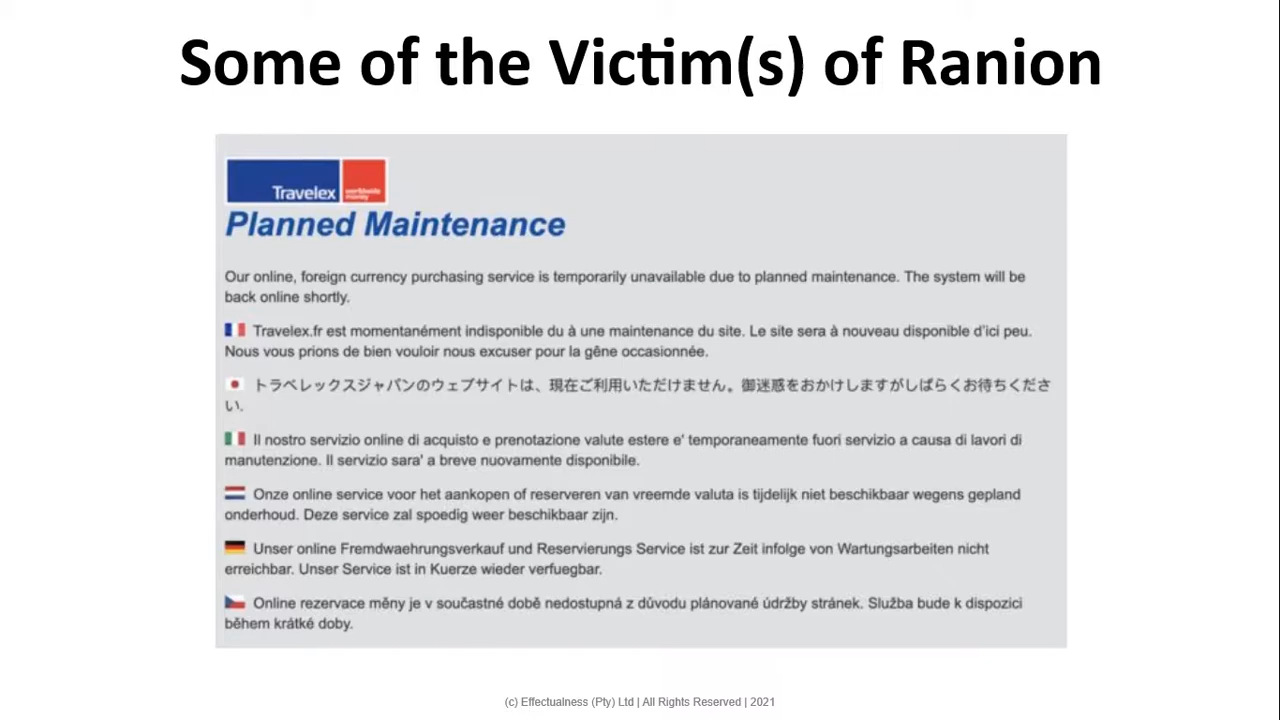 Some of the Victim(s) of Ranion
Travelex worldwide money
Planned Maintenance
Our online, foreign currency purchasing service is temporarily unavailable due to planned maintenance. The system will be
back online shortly.
Travelex.fr est momentanément indisponible du à une maintenance du site. Le site sera à nouveau disponible d'ici peu.
Nous vous prions de bien vouloir nous excuser pour la gêne occasionnée.
トラベレックスジャパンのウェブサイトは、現在ご利用いただけません。御迷惑をおかけしますがしばらくお待ちくださ
い.
Il nostro servizio online di acquisto e prenotazione valute estere e' temporaneamente fuori servizio a causa di lavori di
manutenzione. Il servizio sara' a breve nuovamente disponibile.
Onze online service voor het aankopen of reserveren van vreemde valuta is tijdelijk niet beschikbaar wegens gepland
onderhoud. Deze service zal spoedig weer beschikbaar zijn.
Unser online Fremdwaehrungsverkauf und Reservierungs Service ist zur Zeit infolge von Wartungsarbeiten nicht
erreichbar. Unser Service ist in Kuerze wieder verfuegbar.
Online rezervace měny je v součastné době nedostupná z důvodu plánované údržby stránek. Služba bude k dispozici
během krátké doby.
(c) Effectualness (Pty) Ltd | All Rights Reserved | 2021